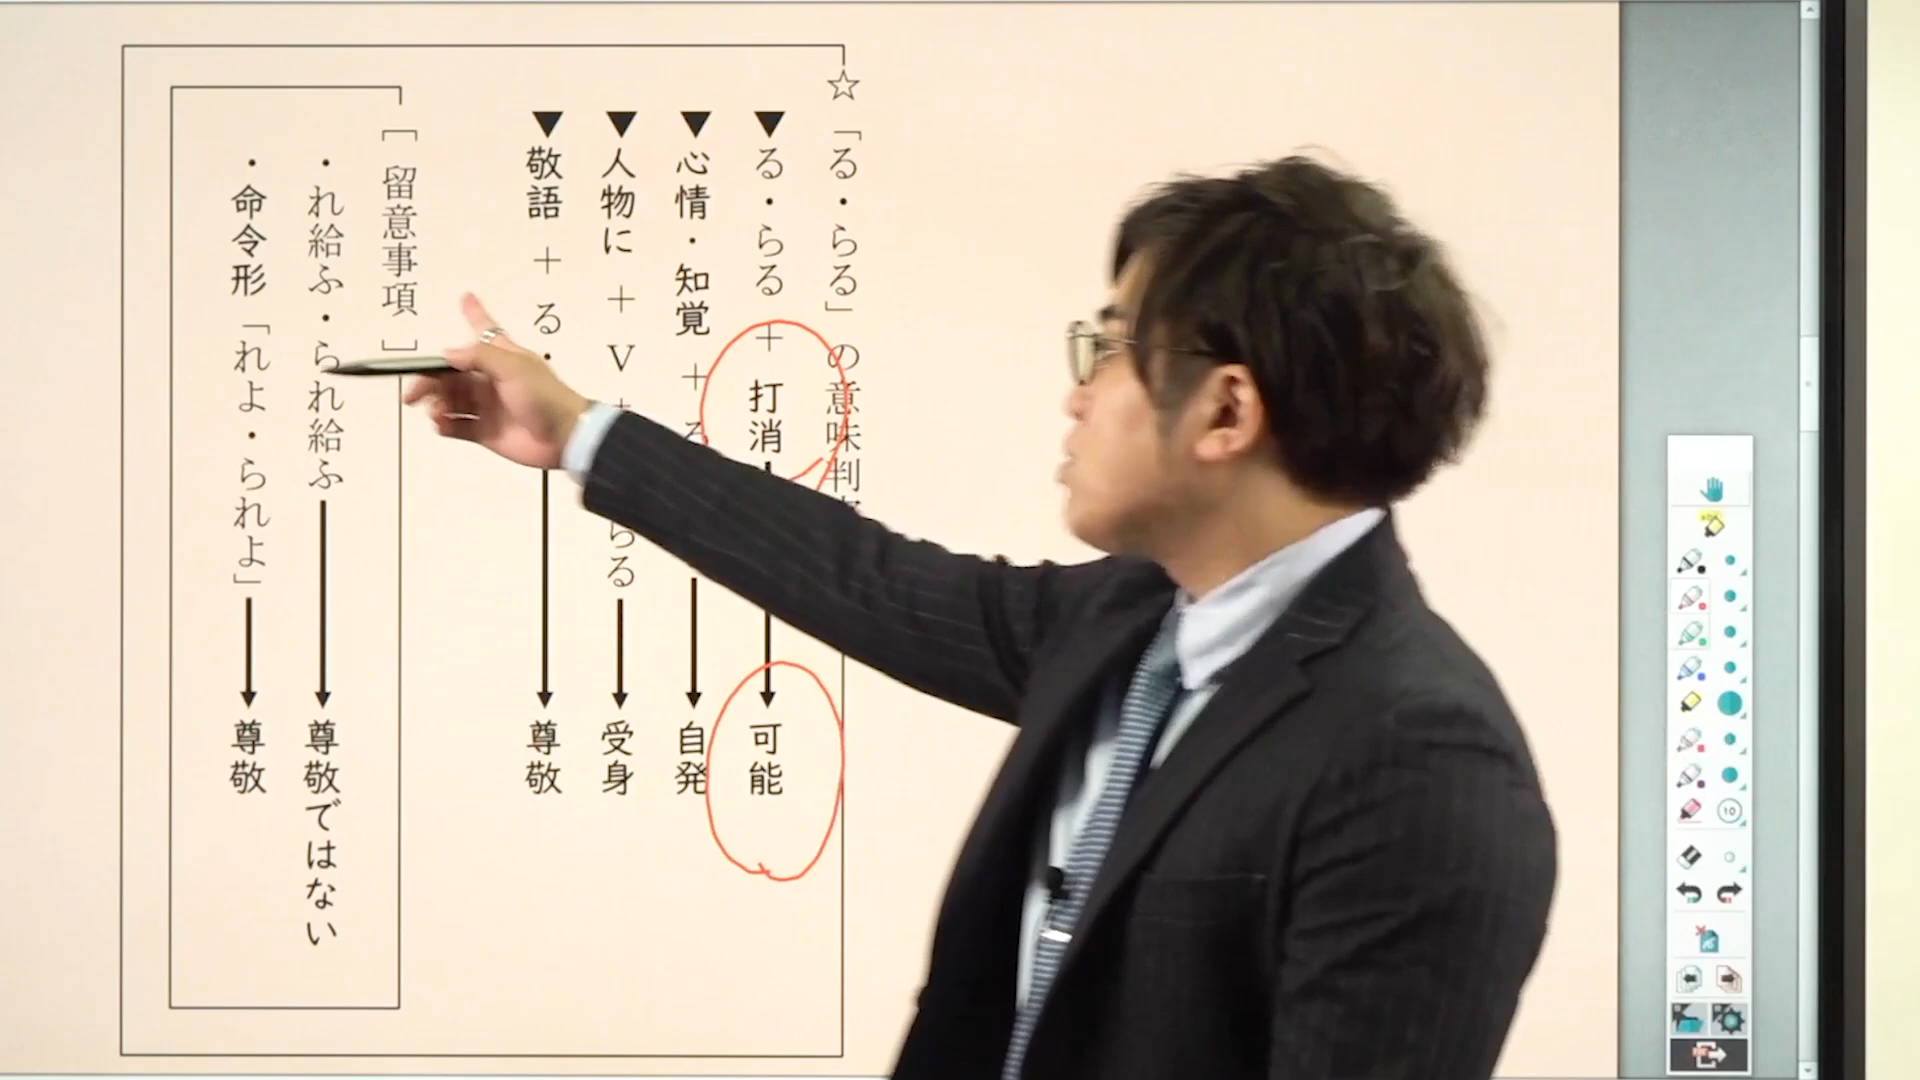 ☆「る・らる」の意味判
▼る・らる + 打消 可能
▼心情・知覚 + る 自発
▼人物に + V + らる 受身
▼敬語 + る・ 尊敬
[ 留意事項 ]
・れ給ふ・られ給ふ 尊敬ではない
・命令形「れよ・られよ」 尊敬
10